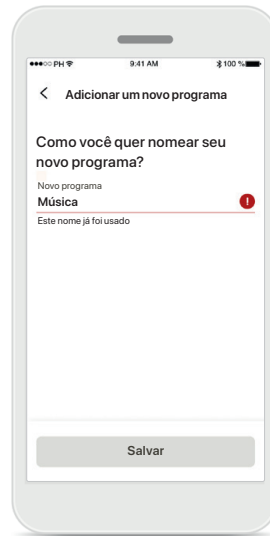 PH
9:41 AM
100 %
Adicionar um novo programa
Como você quer nomear seu
novo programa?
Novo programa
Música
!
Este nome já foi usado
Salvar